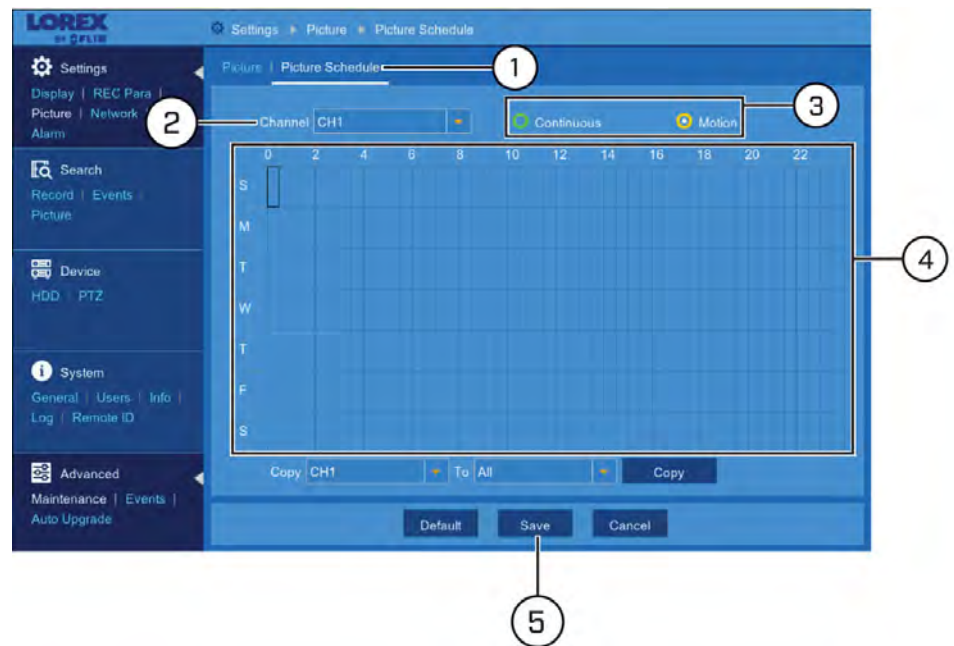 LOREX
BY FLIR
Settings Picture Picture Schedule
Settings
Display | REC Para |
Picture | Network
Alarm
Search
Record | Events
Picture
Device
HDD | PTZ
System
General | Users | Info |
Log | Remote ID
Advanced
Maintenance | Events |
Auto Upgrade
Picture | Picture Schedule
1
2
Channel CH1
Continuous Motion
3
0 2 4 6 8 10 12 14 16 18 20 22
S
M
T
W
T
F
S
4
Copy CH1 To All Copy
Default Save Cancel
5